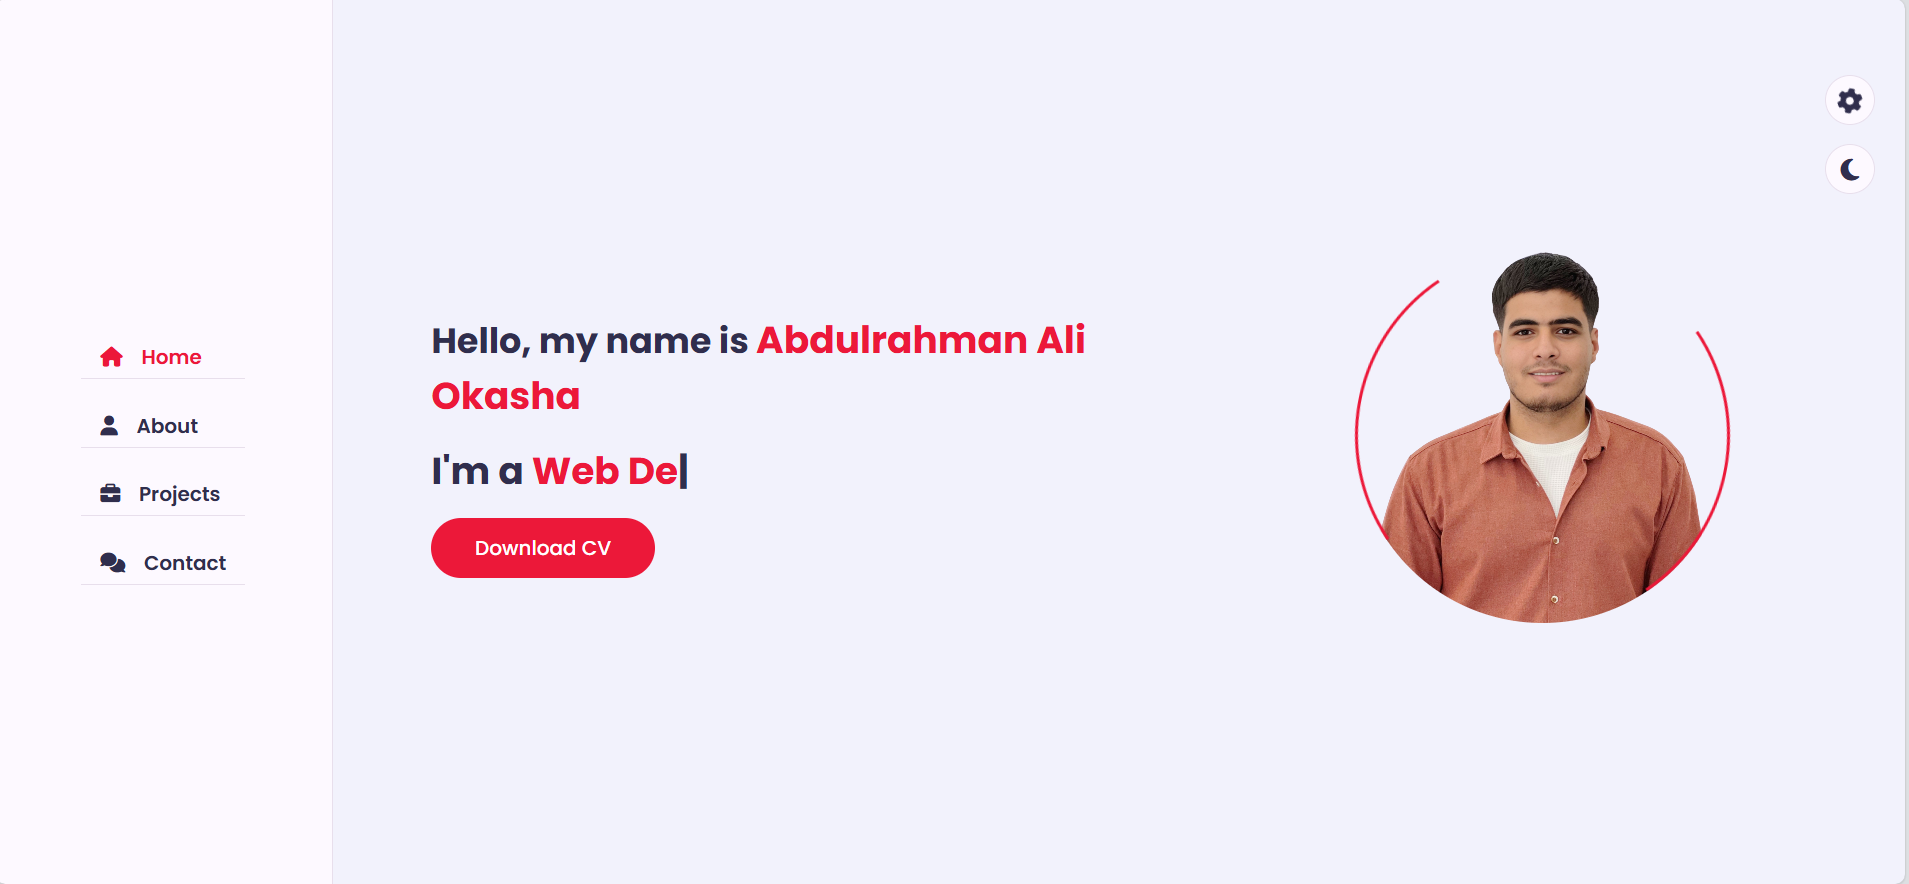 Home
About
Projects
Contact
Hello, my name is Abdulrahman Ali
Okasha
I'm a Web De|
Download CV